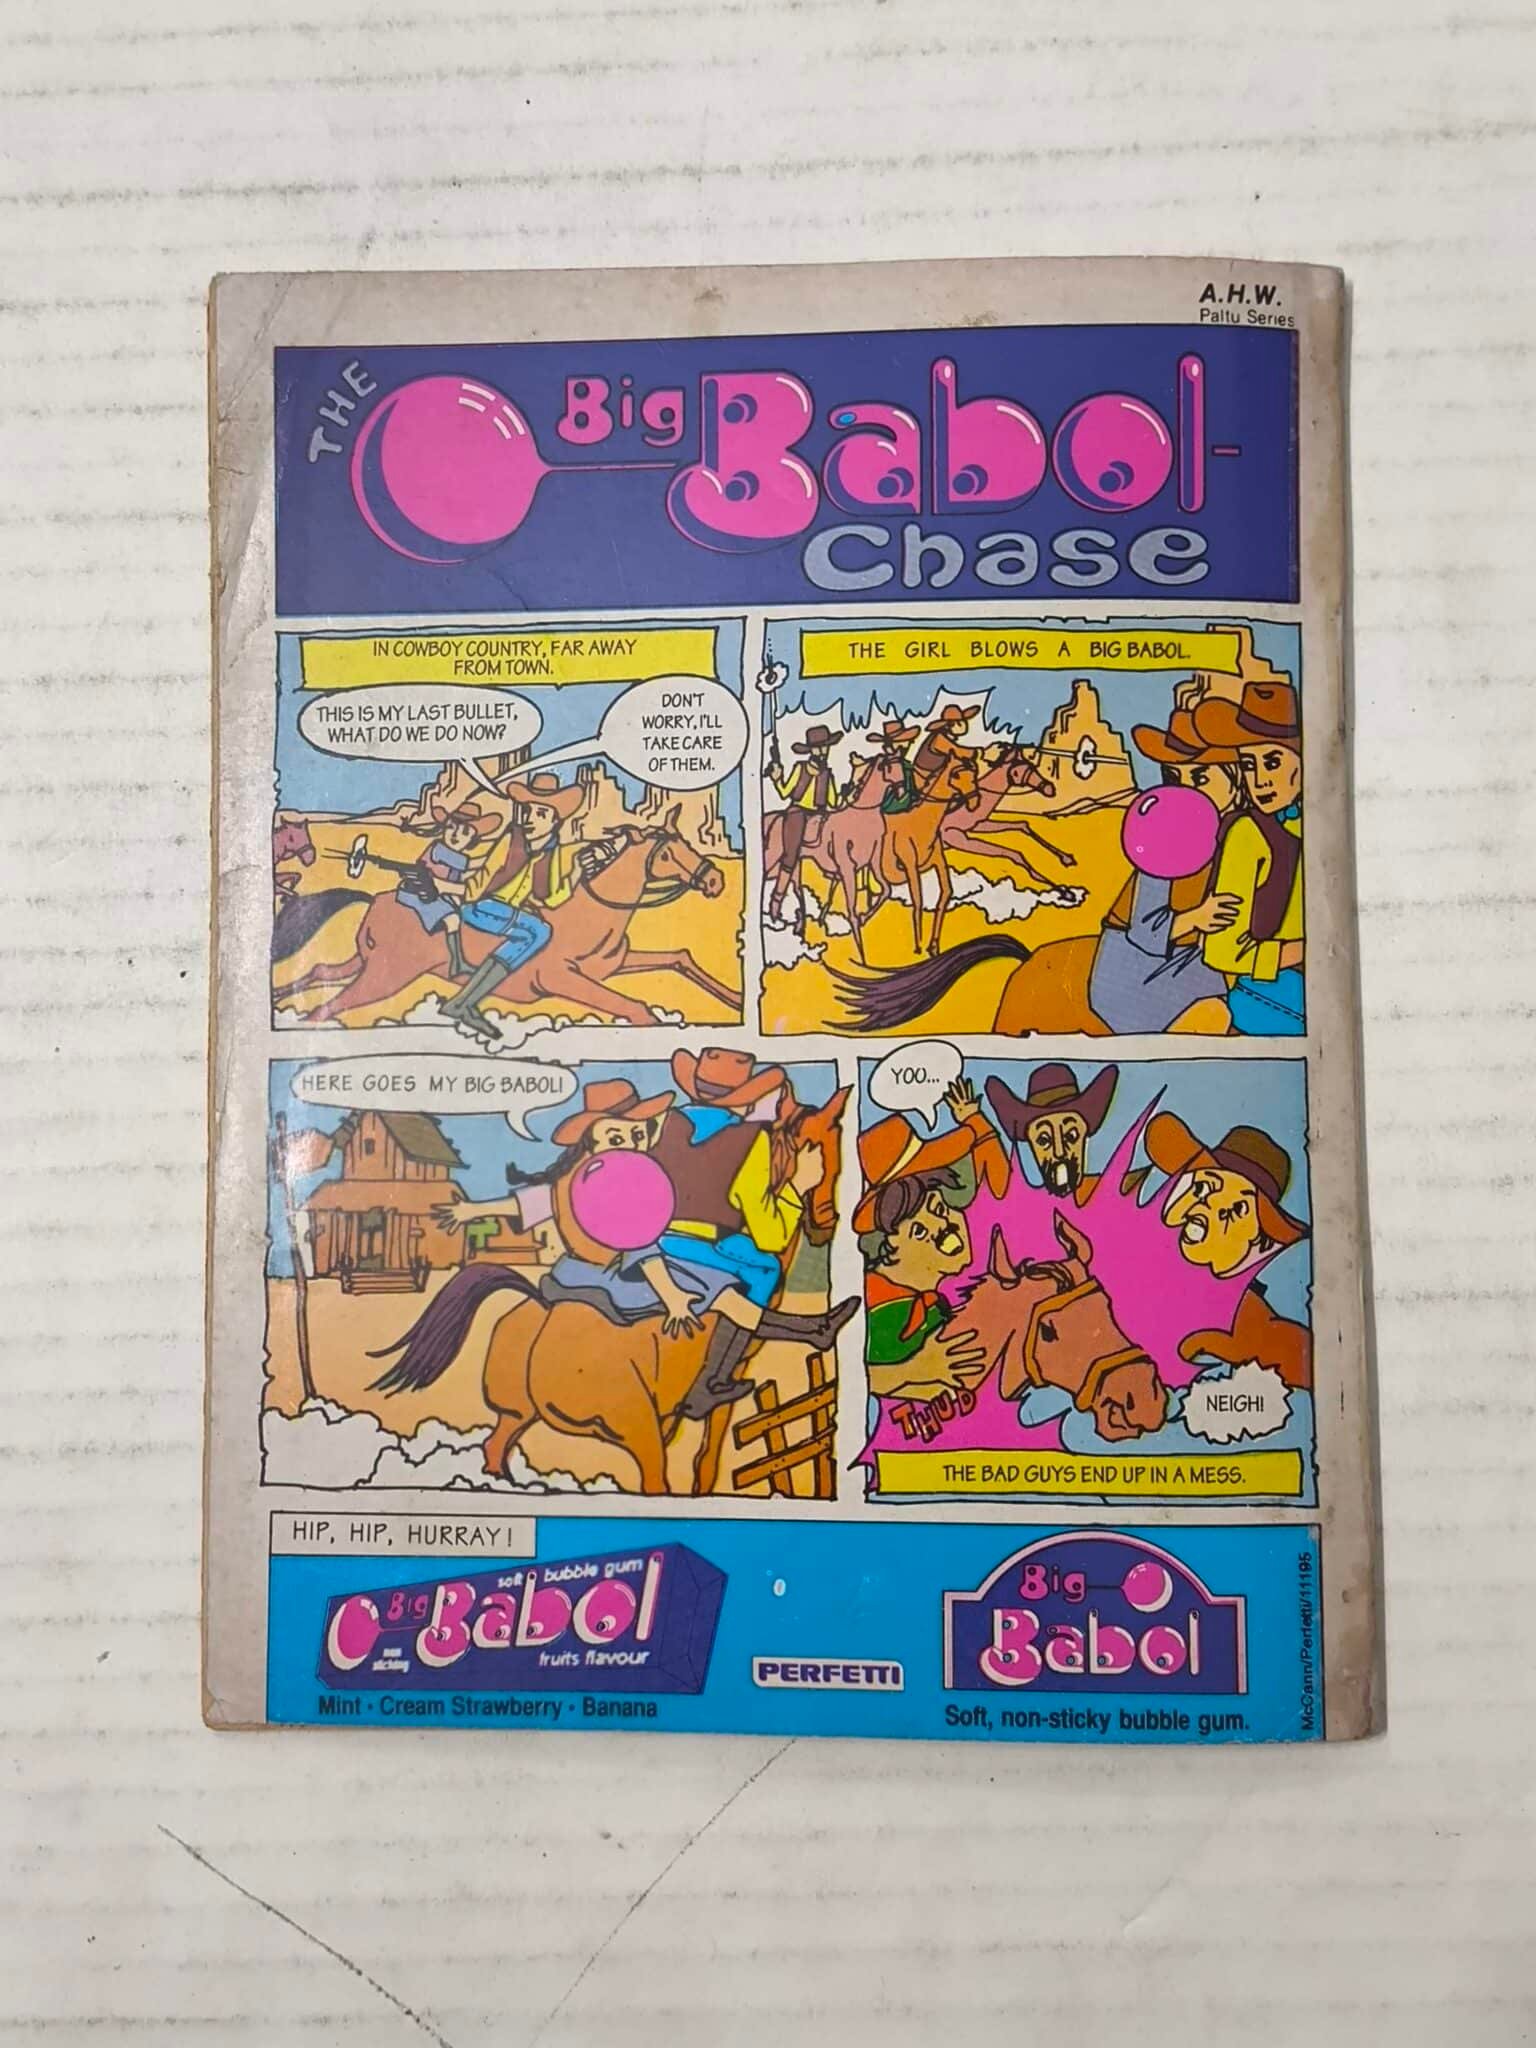 A.H.W.
Paltu Series
THE
Big Babol-
Chase
IN COWBOY COUNTRY, FAR AWAY
FROM TOWN.
THIS IS MY LAST BULLET,
WHAT DO WE DO NOW?
DON'T
WORRY, I'LL
TAKE CARE
OF THEM.
THE GIRL BLOWS A BIG BABOL.
HERE GOES MY BIG BABOL!
YOO...
THUD
NEIGH!
THE BAD GUYS END UP IN A MESS.
HIP, HIP, HURRAY!
soft bubble gum
Big Babol
non
sticking
fruits flavour
Mint · Cream Strawberry · Banana
PERFETTI
Big
Babol
Soft, non-sticky bubble gum.
McCann/Perfetti/11195